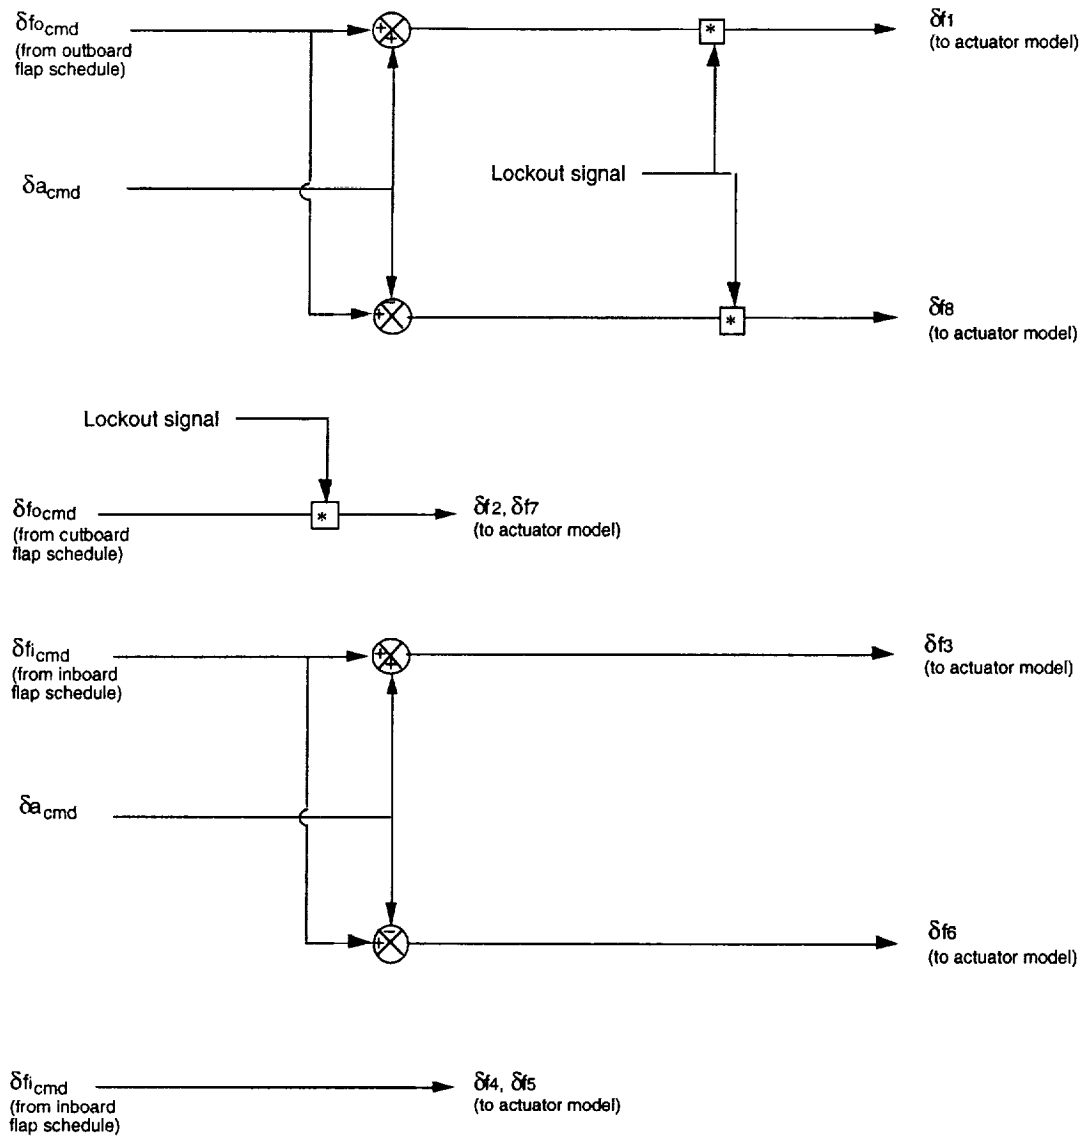 δfo_cmd
(from outboard
flap schedule)
+
+
*
δf1
(to actuator model)
δa_cmd
Lockout signal
−
+
*
δf8
(to actuator model)
Lockout signal
δfo_cmd
(from cutboard
flap schedule)
*
δf2, δf7
(to actuator model)
δfi_cmd
(from inboard
flap schedule)
+
+
δf3
(to actuator model)
δa_cmd
−
+
δf6
(to actuator model)
δfi_cmd
(from inboard
flap schedule)
δf4, δf5
(to actuator model)